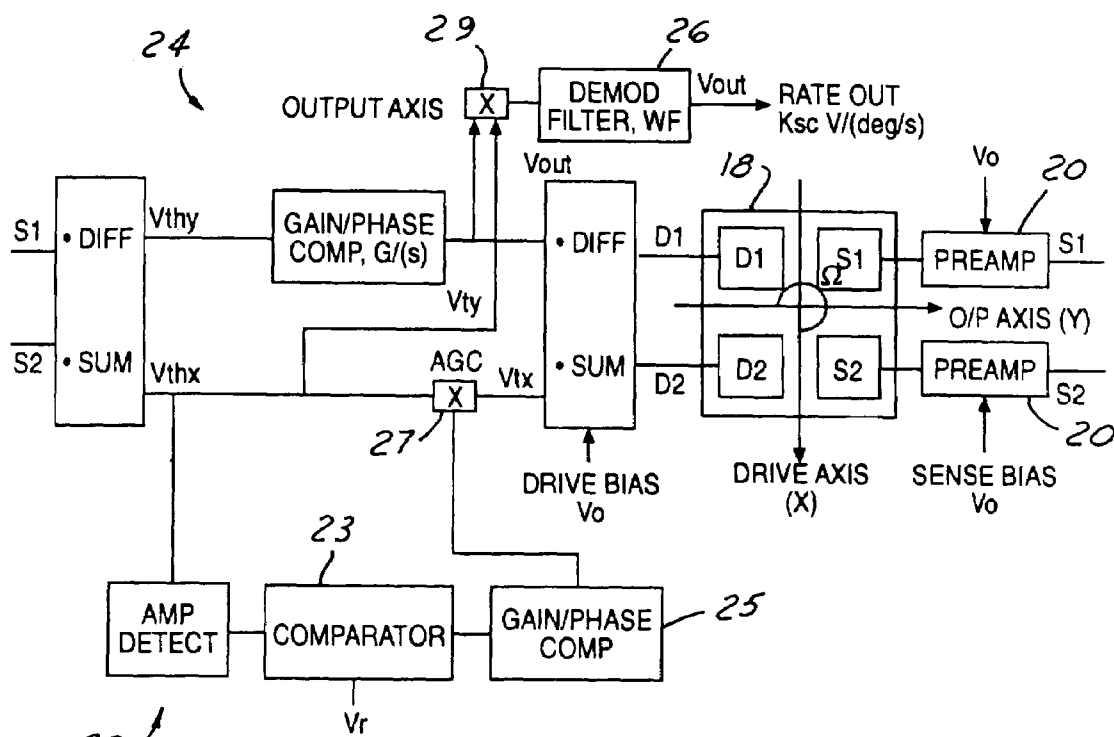 24
29
26
OUTPUT AXIS
X
DEMOD
FILTER, WF
Vout
RATE OUT
Ksc V/(deg/s)
S1
S2
• DIFF
• SUM
Vthy
Vthx
GAIN/PHASE
COMP, G/(s)
Vout
Vty
AGC
X
27
Vtx
• DIFF
• SUM
DRIVE BIAS
Vo
D1
D2
18
D1
S1
Ω
D2
S2
O/P AXIS (Y)
DRIVE AXIS
(X)
Vo
20
PREAMP
S1
PREAMP
S2
20
SENSE BIAS
Vo
AMP
DETECT
23
COMPARATOR
Vr
GAIN/PHASE
COMP
25